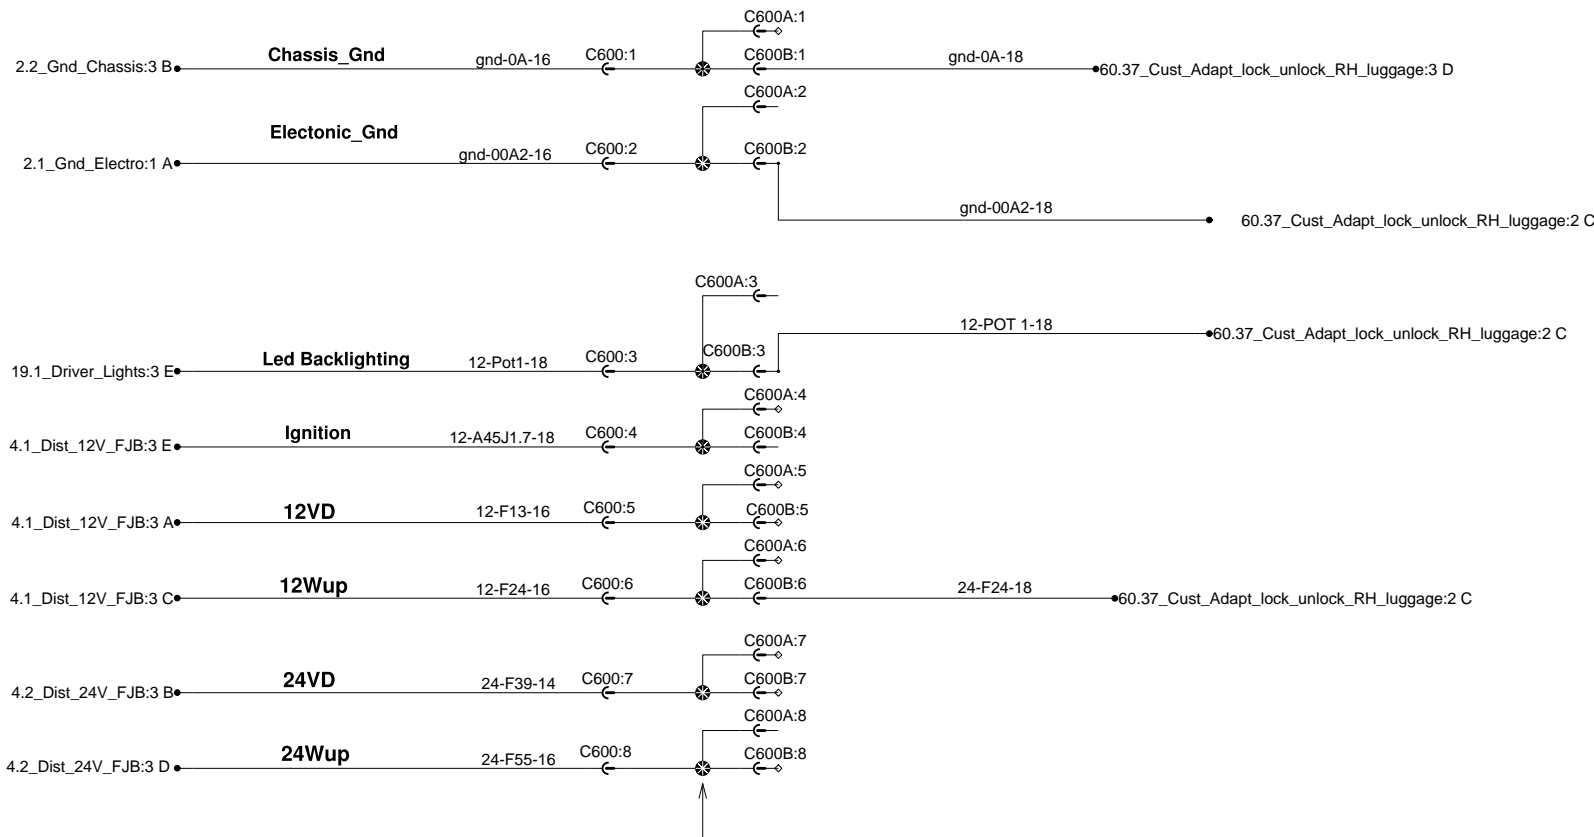 C600A:1
2.2_Gnd_Chassis:3 B Chassis_Gnd gnd-0A-16 C600:1 C600B:1 gnd-0A-18 60.37_Cust_Adapt_lock_unlock_RH_luggage:3 D
C600A:2
Electonic_Gnd
2.1_Gnd_Electro:1 A gnd-00A2-16 C600:2 C600B:2
gnd-00A2-18 60.37_Cust_Adapt_lock_unlock_RH_luggage:2 C
C600A:3
12-POT 1-18 60.37_Cust_Adapt_lock_unlock_RH_luggage:2 C
19.1_Driver_Lights:3 E Led Backlighting 12-Pot1-18 C600:3 C600B:3
C600A:4
4.1_Dist_12V_FJB:3 E Ignition 12-A45J1.7-18 C600:4 C600B:4
C600A:5
4.1_Dist_12V_FJB:3 A 12VD 12-F13-16 C600:5 C600B:5
C600A:6
4.1_Dist_12V_FJB:3 C 12Wup 12-F24-16 C600:6 C600B:6 24-F24-18 60.37_Cust_Adapt_lock_unlock_RH_luggage:2 C
C600A:7
4.2_Dist_24V_FJB:3 B 24VD 24-F39-14 C600:7 C600B:7
C600A:8
4.2_Dist_24V_FJB:3 D 24Wup 24-F55-16 C600:8 C600B:8